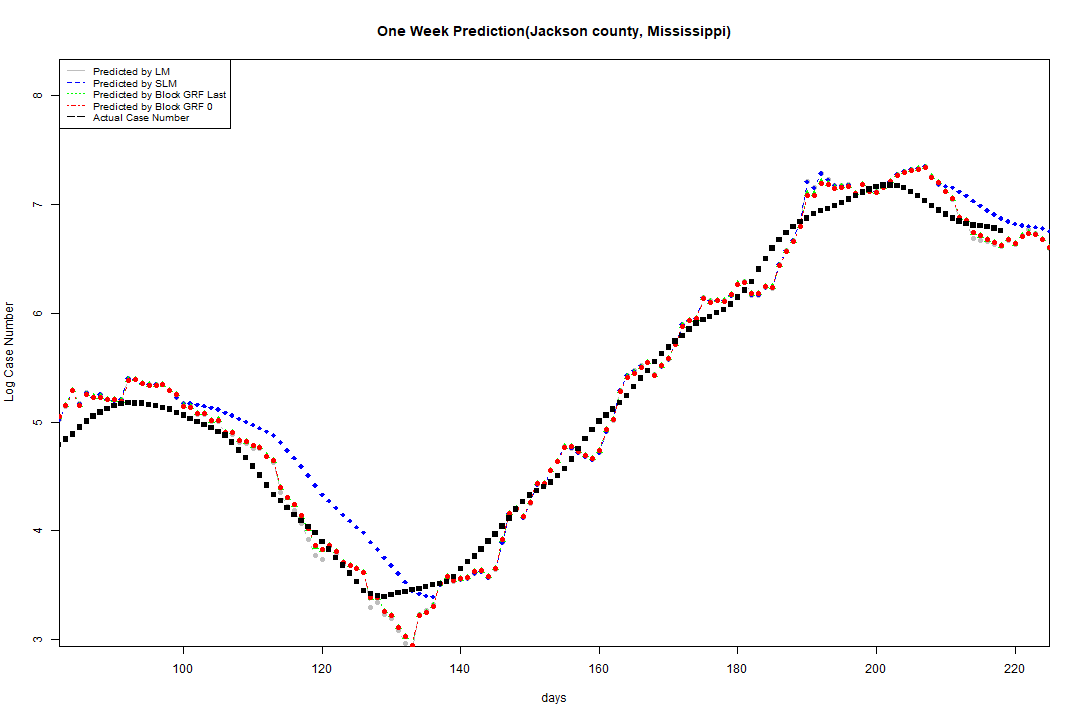 One Week Prediction(Jackson county, Mississippi)
Predicted by LM
Predicted by SLM
Predicted by Block GRF Last
Predicted by Block GRF 0
Actual Case Number
8
7
6
5
4
3
Log Case Number
100 120 140 160 180 200 220
days